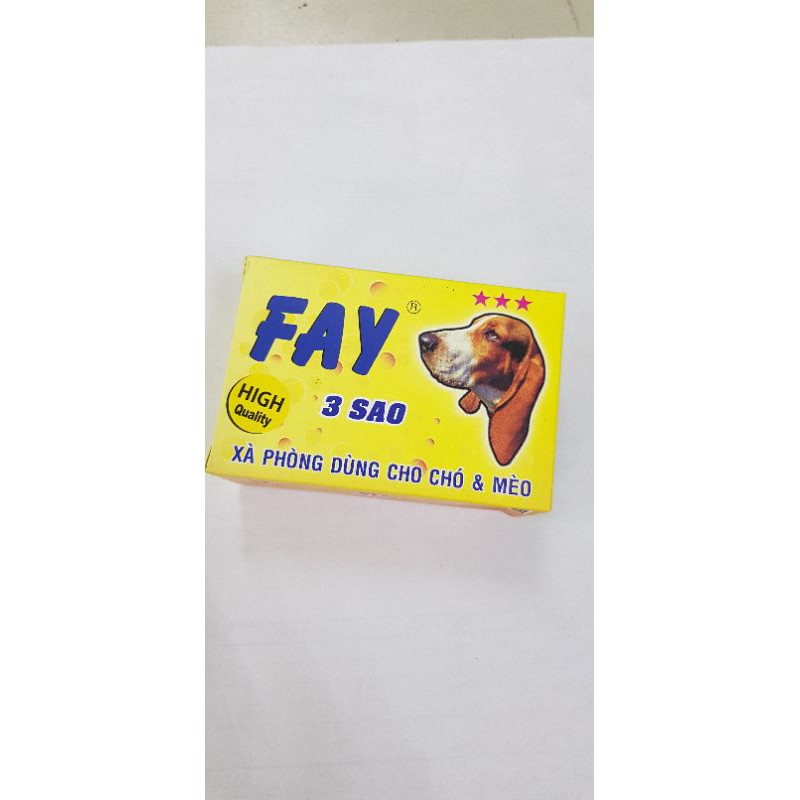 FAY ®
HIGH
Quality
3 SAO
XÀ PHÒNG DÙNG CHO CHÓ & MÈO